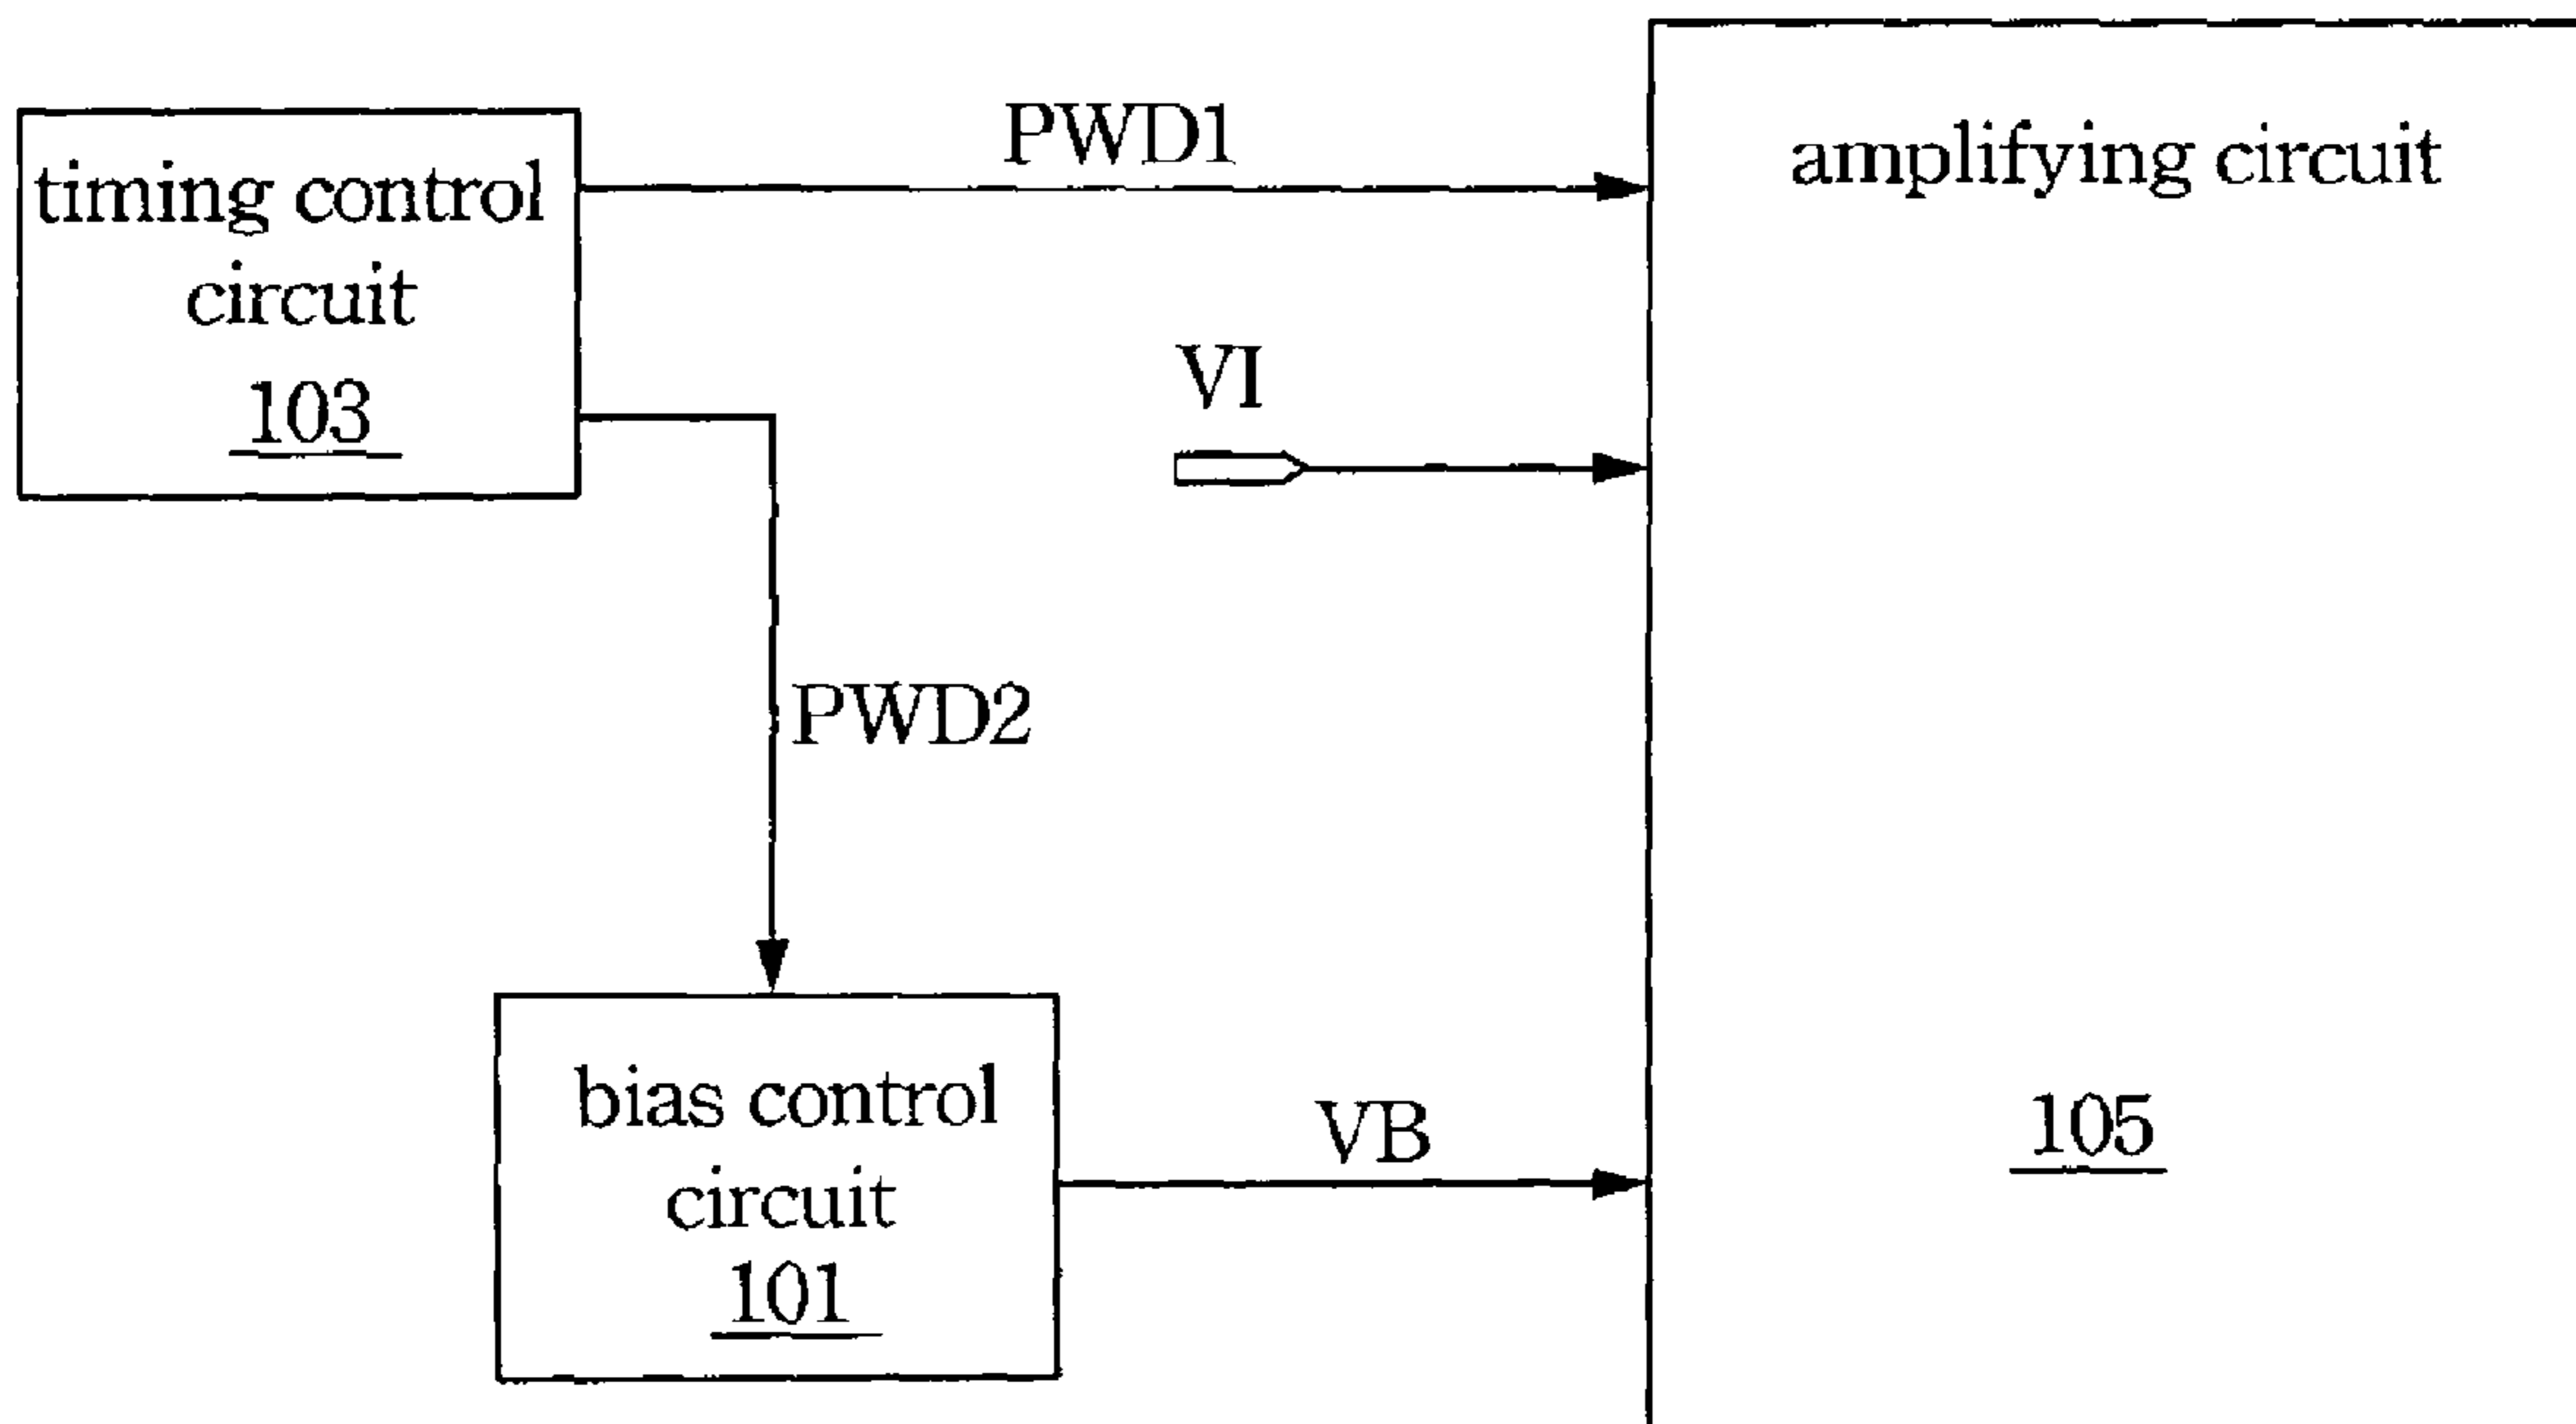 timing control
circuit
103
PWD1
amplifying circuit
VI
PWD2
bias control
circuit
101
VB
105